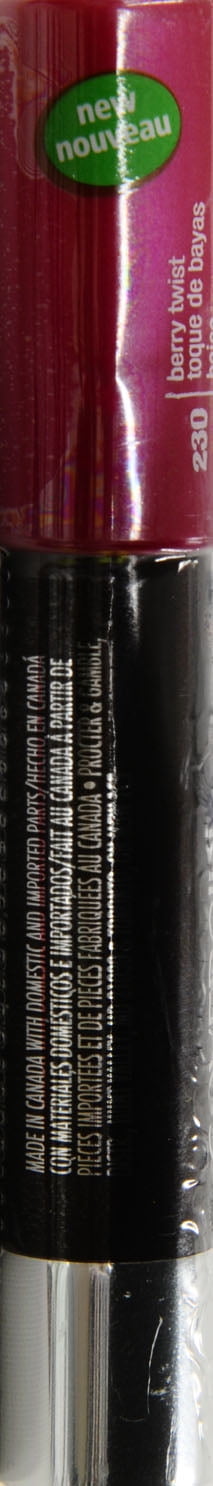 new
nouveau
230
berry twist
toque de bayas
MADE IN CANADA WITH DOMESTIC AND IMPORTED PARTS/HECHO EN CANADÁ
CON MATERIALES DOMÉSTICOS E IMPORTADOS/FAIT AU CANADA À PARTIR DE
PIÈCES IMPORTÉES ET DE PIÈCES FABRIQUÉES AU CANADA • PROCTER & GAMBLE,